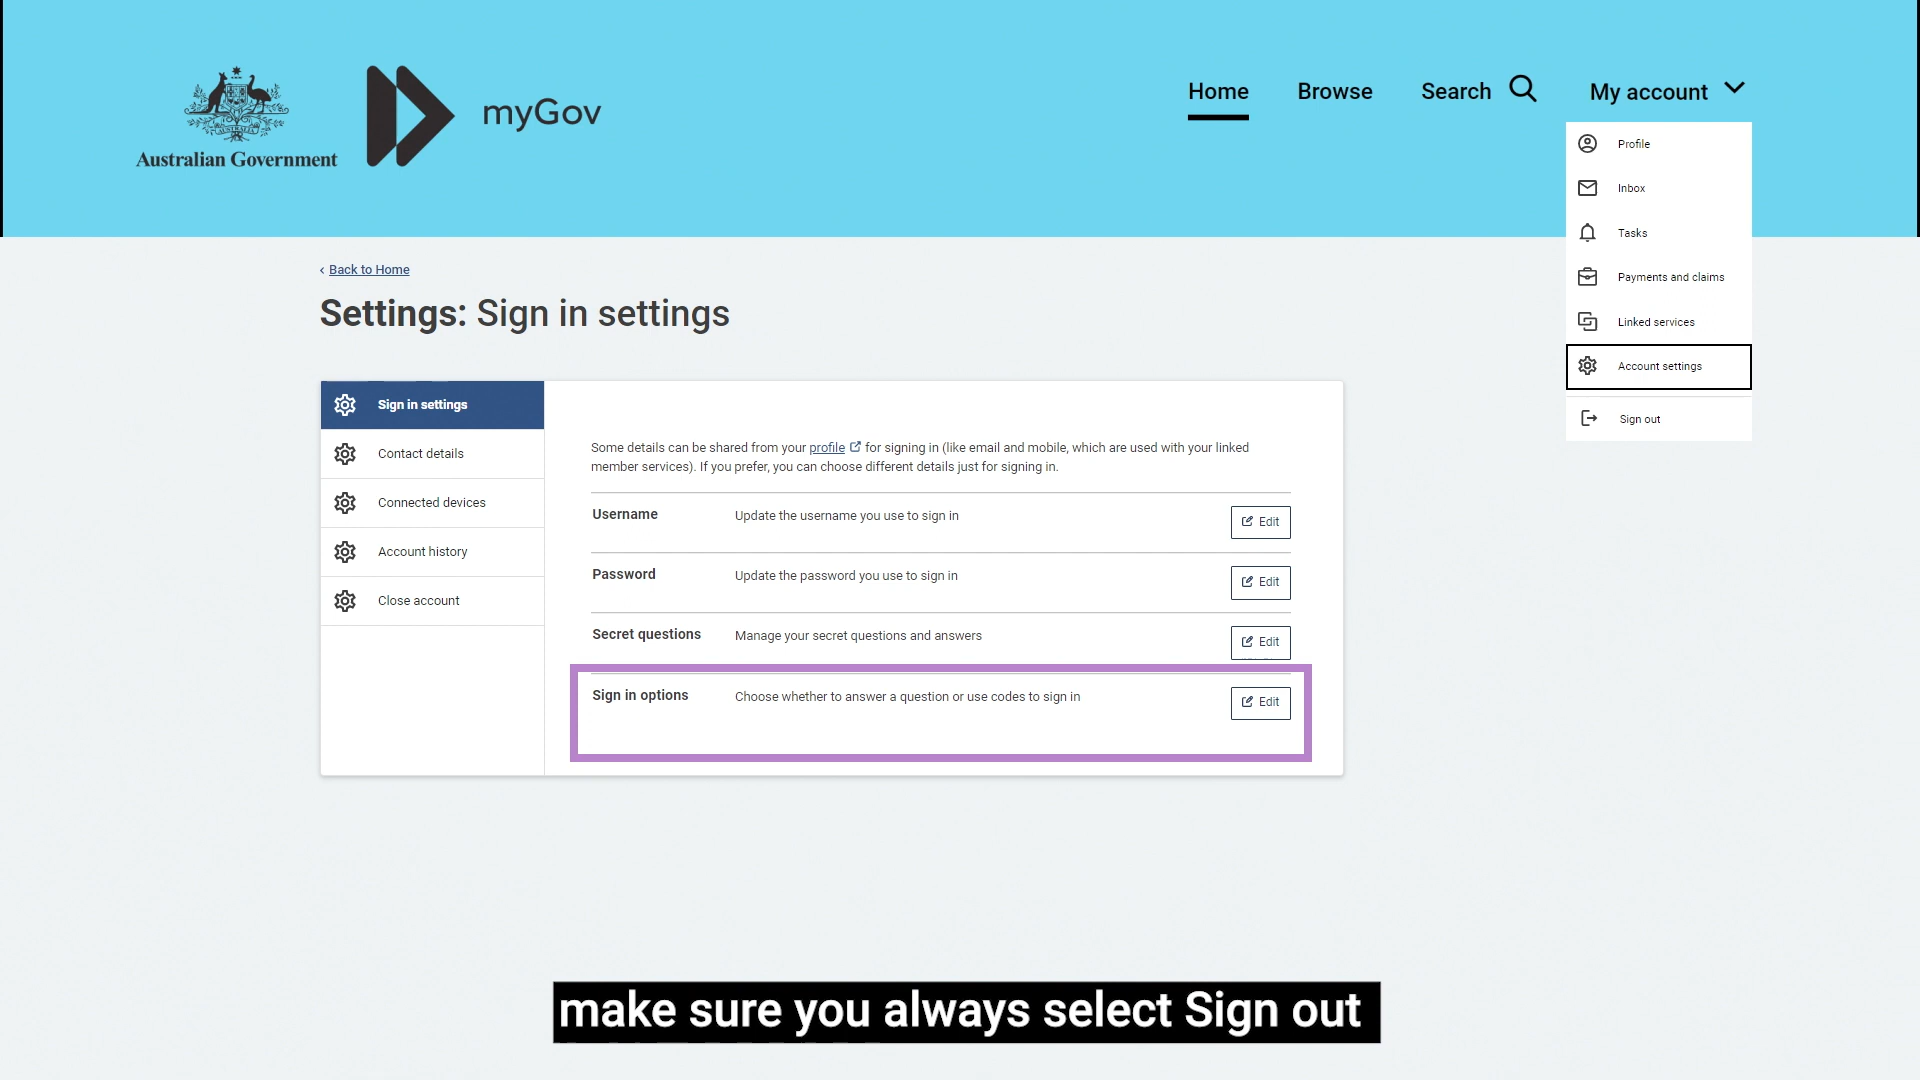 Australian Government
myGov
Home
Browse
Search
My account
Profile
Inbox
Tasks
Payments and claims
Linked services
Account settings
Sign out
‹ Back to Home
Settings: Sign in settings
Sign in settings
Contact details
Connected devices
Account history
Close account
Some details can be shared from your profile for signing in (like email and mobile, which are used with your linked
member services). If you prefer, you can choose different details just for signing in.
Username Update the username you use to sign in Edit
Password Update the password you use to sign in Edit
Secret questions Manage your secret questions and answers Edit
Sign in options Choose whether to answer a question or use codes to sign in Edit
make sure you always select Sign out